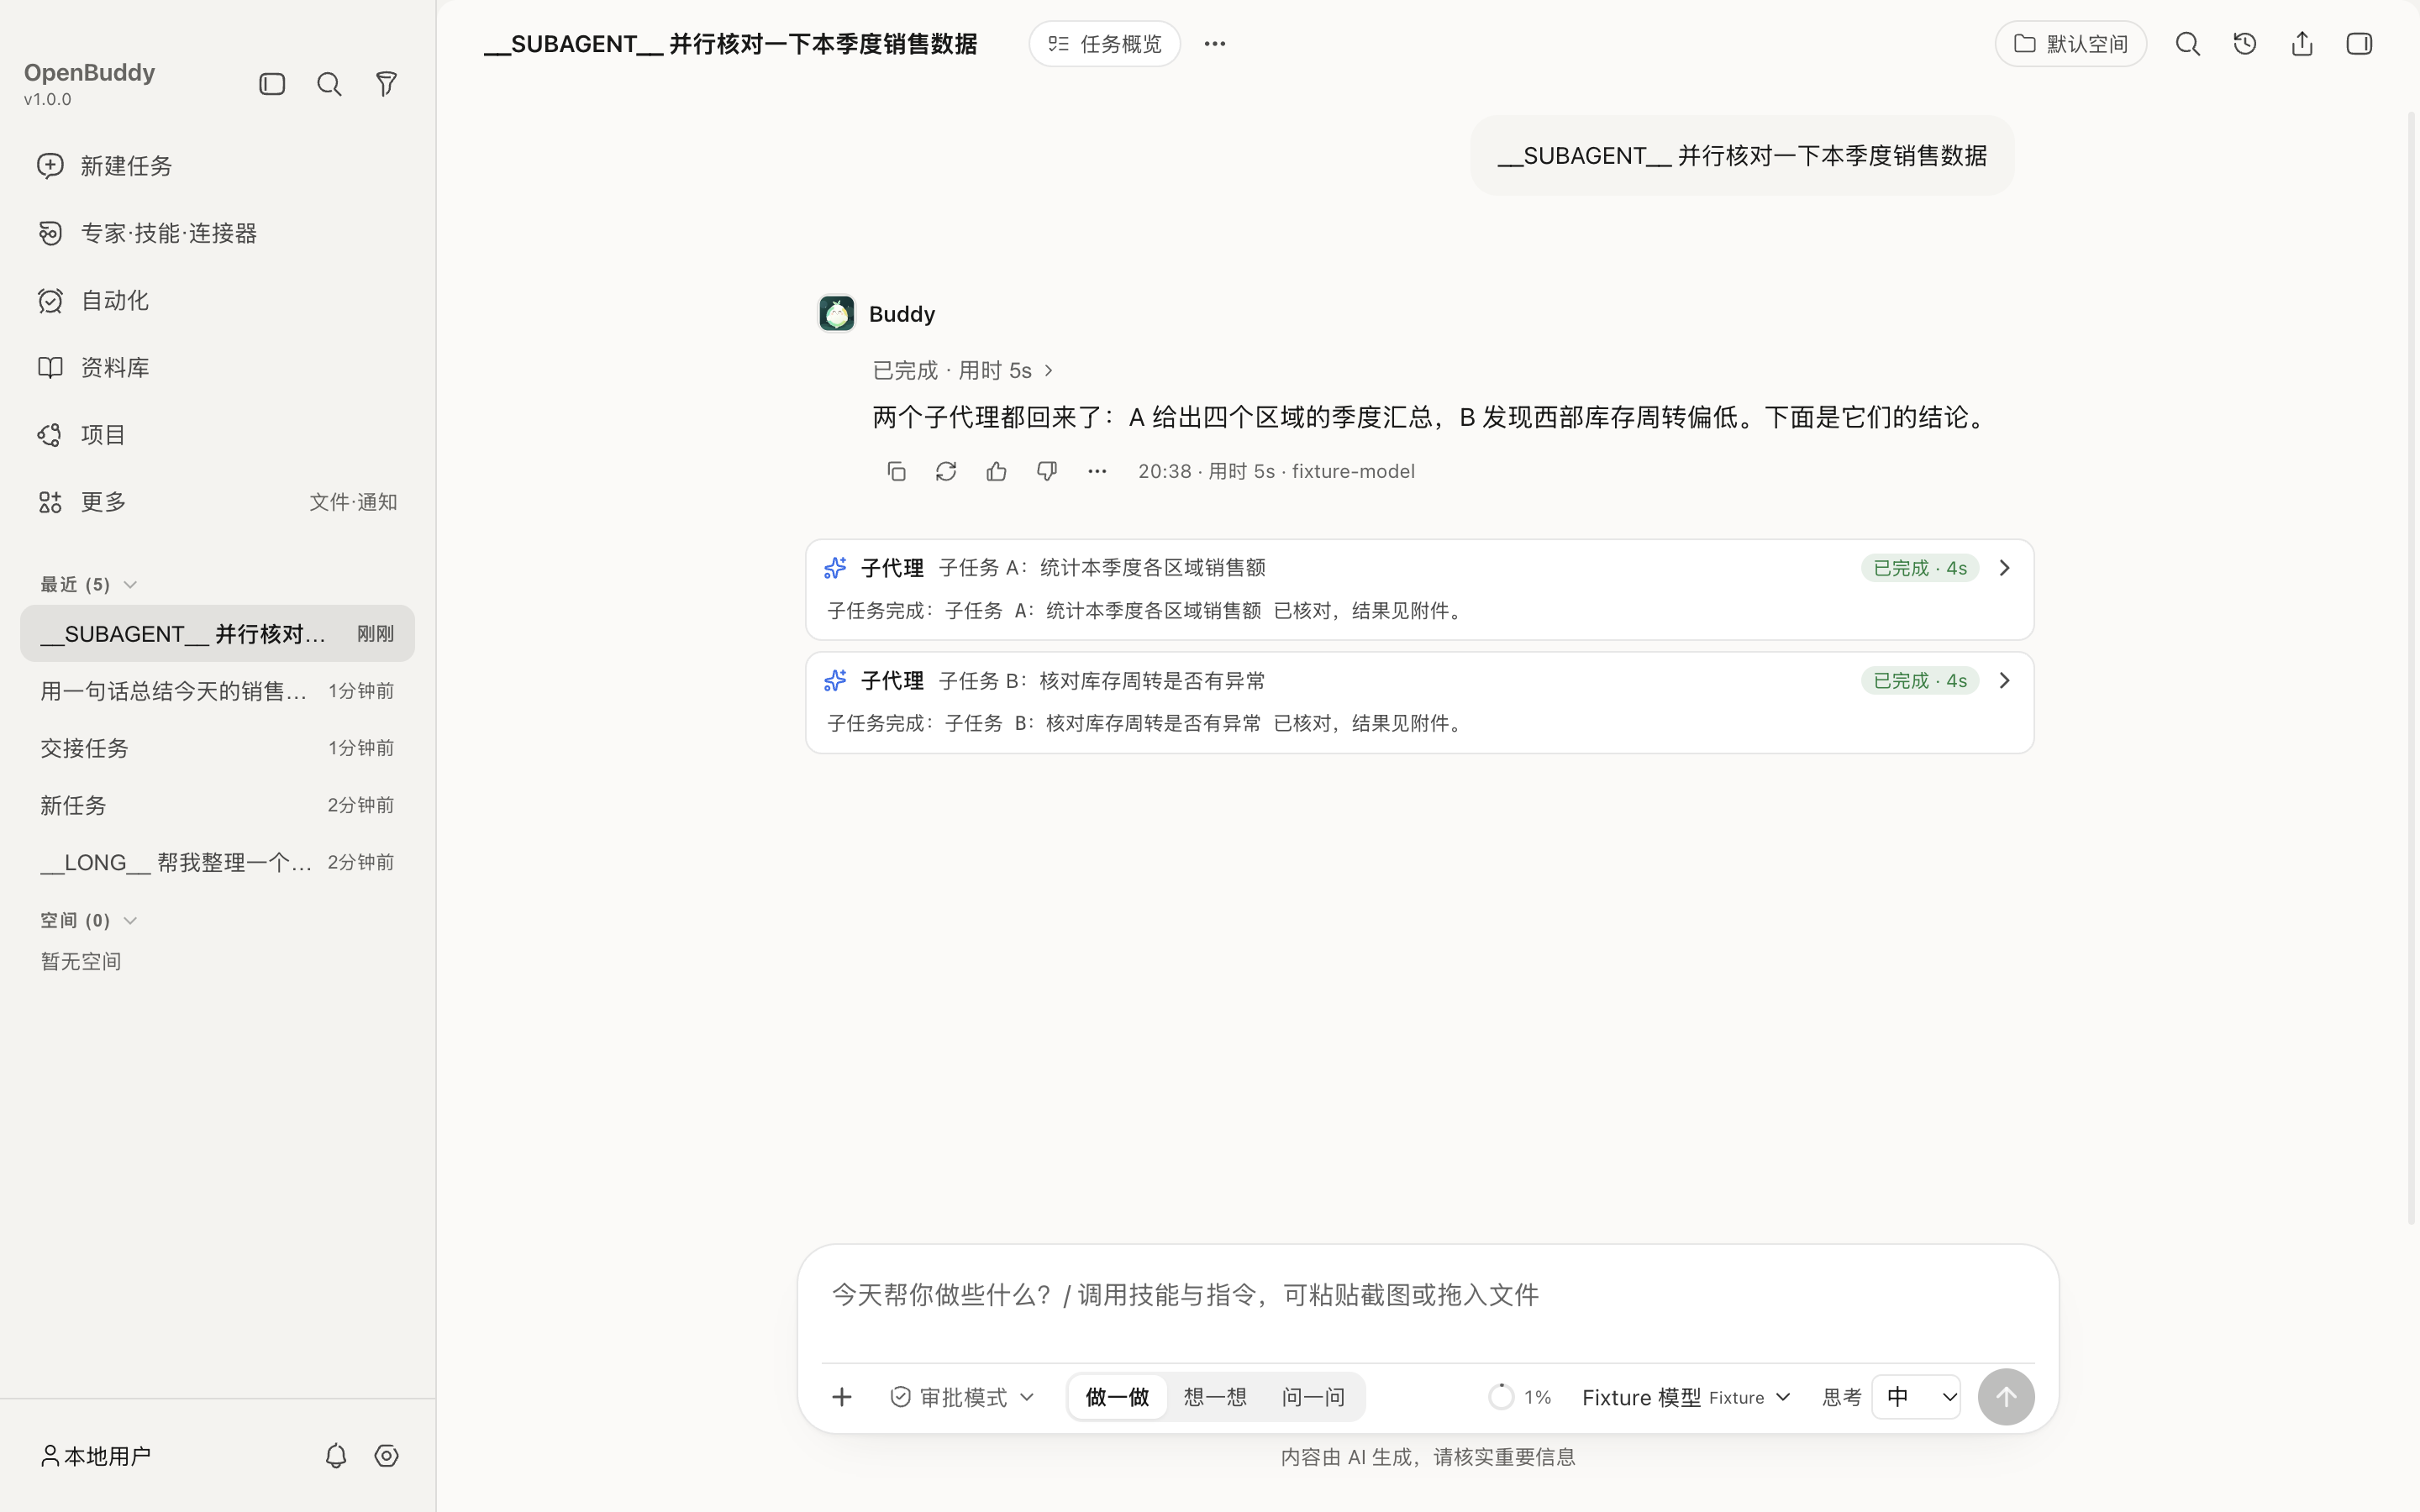 OpenBuddy
v1.0.0
新建任务
专家·技能·连接器
自动化
资料库
项目
更多 文件·通知
最近 (5)
__SUBAGENT__ 并行核对... 刚刚
用一句话总结今天的销售... 1分钟前
交接任务 1分钟前
新任务 2分钟前
__LONG__ 帮我整理一个... 2分钟前
空间 (0)
暂无空间
本地用户
__SUBAGENT__ 并行核对一下本季度销售数据 任务概览 默认空间
__SUBAGENT__ 并行核对一下本季度销售数据
Buddy
已完成 · 用时 5s
两个子代理都回来了：A 给出四个区域的季度汇总，B 发现西部库存周转偏低。下面是它们的结论。
20:38 · 用时 5s · fixture-model
子代理 子任务 A：统计本季度各区域销售额 已完成 · 4s
子任务完成：子任务 A：统计本季度各区域销售额 已核对，结果见附件。
子代理 子任务 B：核对库存周转是否有异常 已完成 · 4s
子任务完成：子任务 B：核对库存周转是否有异常 已核对，结果见附件。
今天帮你做些什么？/ 调用技能与指令，可粘贴截图或拖入文件
审批模式 做一做 想一想 问一问 1% Fixture 模型 Fixture 思考 中
内容由 AI 生成，请核实重要信息